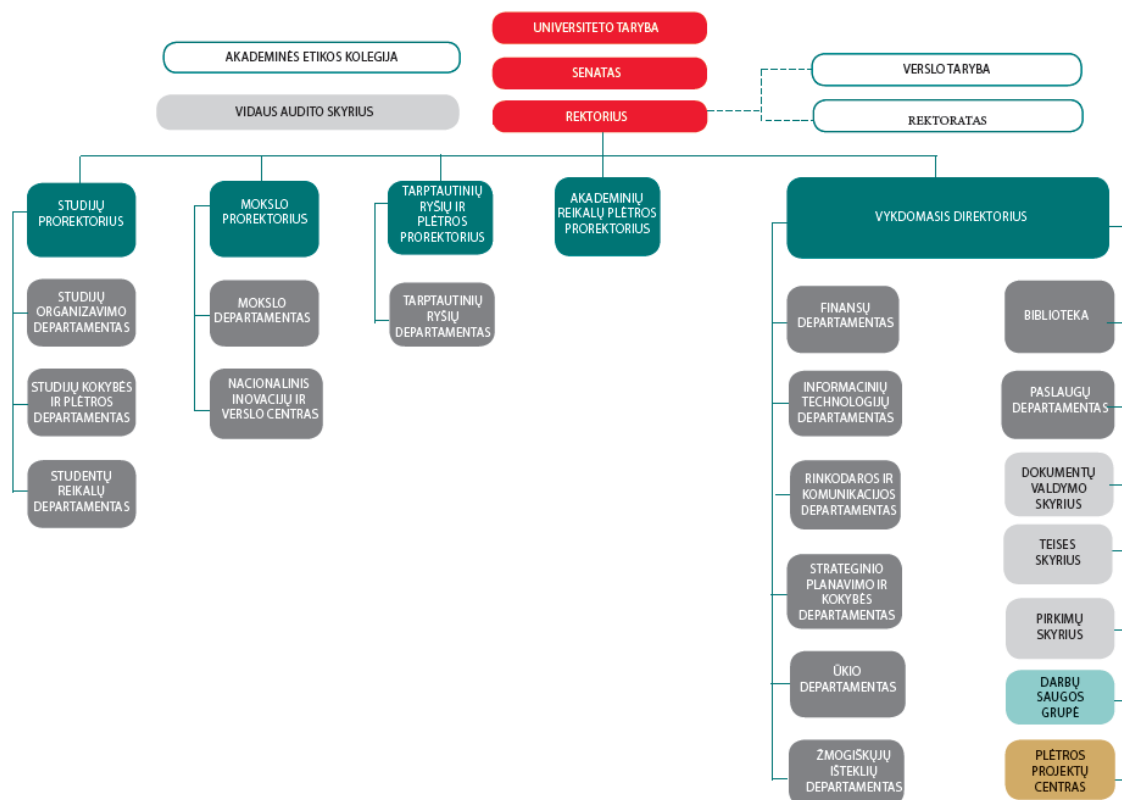 UNIVERSITETO TARYBA
AKADEMINĖS ETIKOS KOLEGIJA
SENATAS
VERSLO TARYBA
VIDAUS AUDITO SKYRIUS
REKTORIUS
REKTORATAS
STUDIJŲ
PROREKTORIUS
MOKSLO
PROREKTORIUS
TARPTAUTINIŲ
RYŠIŲ IR
PLĖTROS
PROREKTORIUS
AKADEMINIŲ
REIKALŲ PLĖTROS
PROREKTORIUS
VYKDOMASIS DIREKTORIUS
STUDIJŲ
ORGANIZAVIMO
DEPARTAMENTAS
STUDIJŲ KOKYBĖS
IR PLĖTROS
DEPARTAMENTAS
STUDENTŲ
REIKALŲ
DEPARTAMENTAS
MOKSLO
DEPARTAMENTAS
NACIONALINIS
INOVACIJŲ IR
VERSLO CENTRAS
TARPTAUTINIŲ
RYŠIŲ
DEPARTAMENTAS
FINANSŲ
DEPARTAMENTAS
INFORMACINIŲ
TECHNOLOGIJŲ
DEPARTAMENTAS
RINKODAROS IR
KOMUNIKACIJOS
DEPARTAMENTAS
STRATEGINIO
PLANAVIMO IR
KOKYBĖS
DEPARTAMENTAS
ŪKIO
DEPARTAMENTAS
ŽMOGIŠKŲJŲ
IŠTEKLIŲ
DEPARTAMENTAS
BIBLIOTEKA
PASLAUGŲ
DEPARTAMENTAS
DOKUMENTŲ
VALDYMO
SKYRIUS
TEISES
SKYRIUS
PIRKIMŲ
SKYRIUS
DARBŲ
SAUGOS
GRUPĖ
PLĖTROS
PROJEKTŲ
CENTRAS